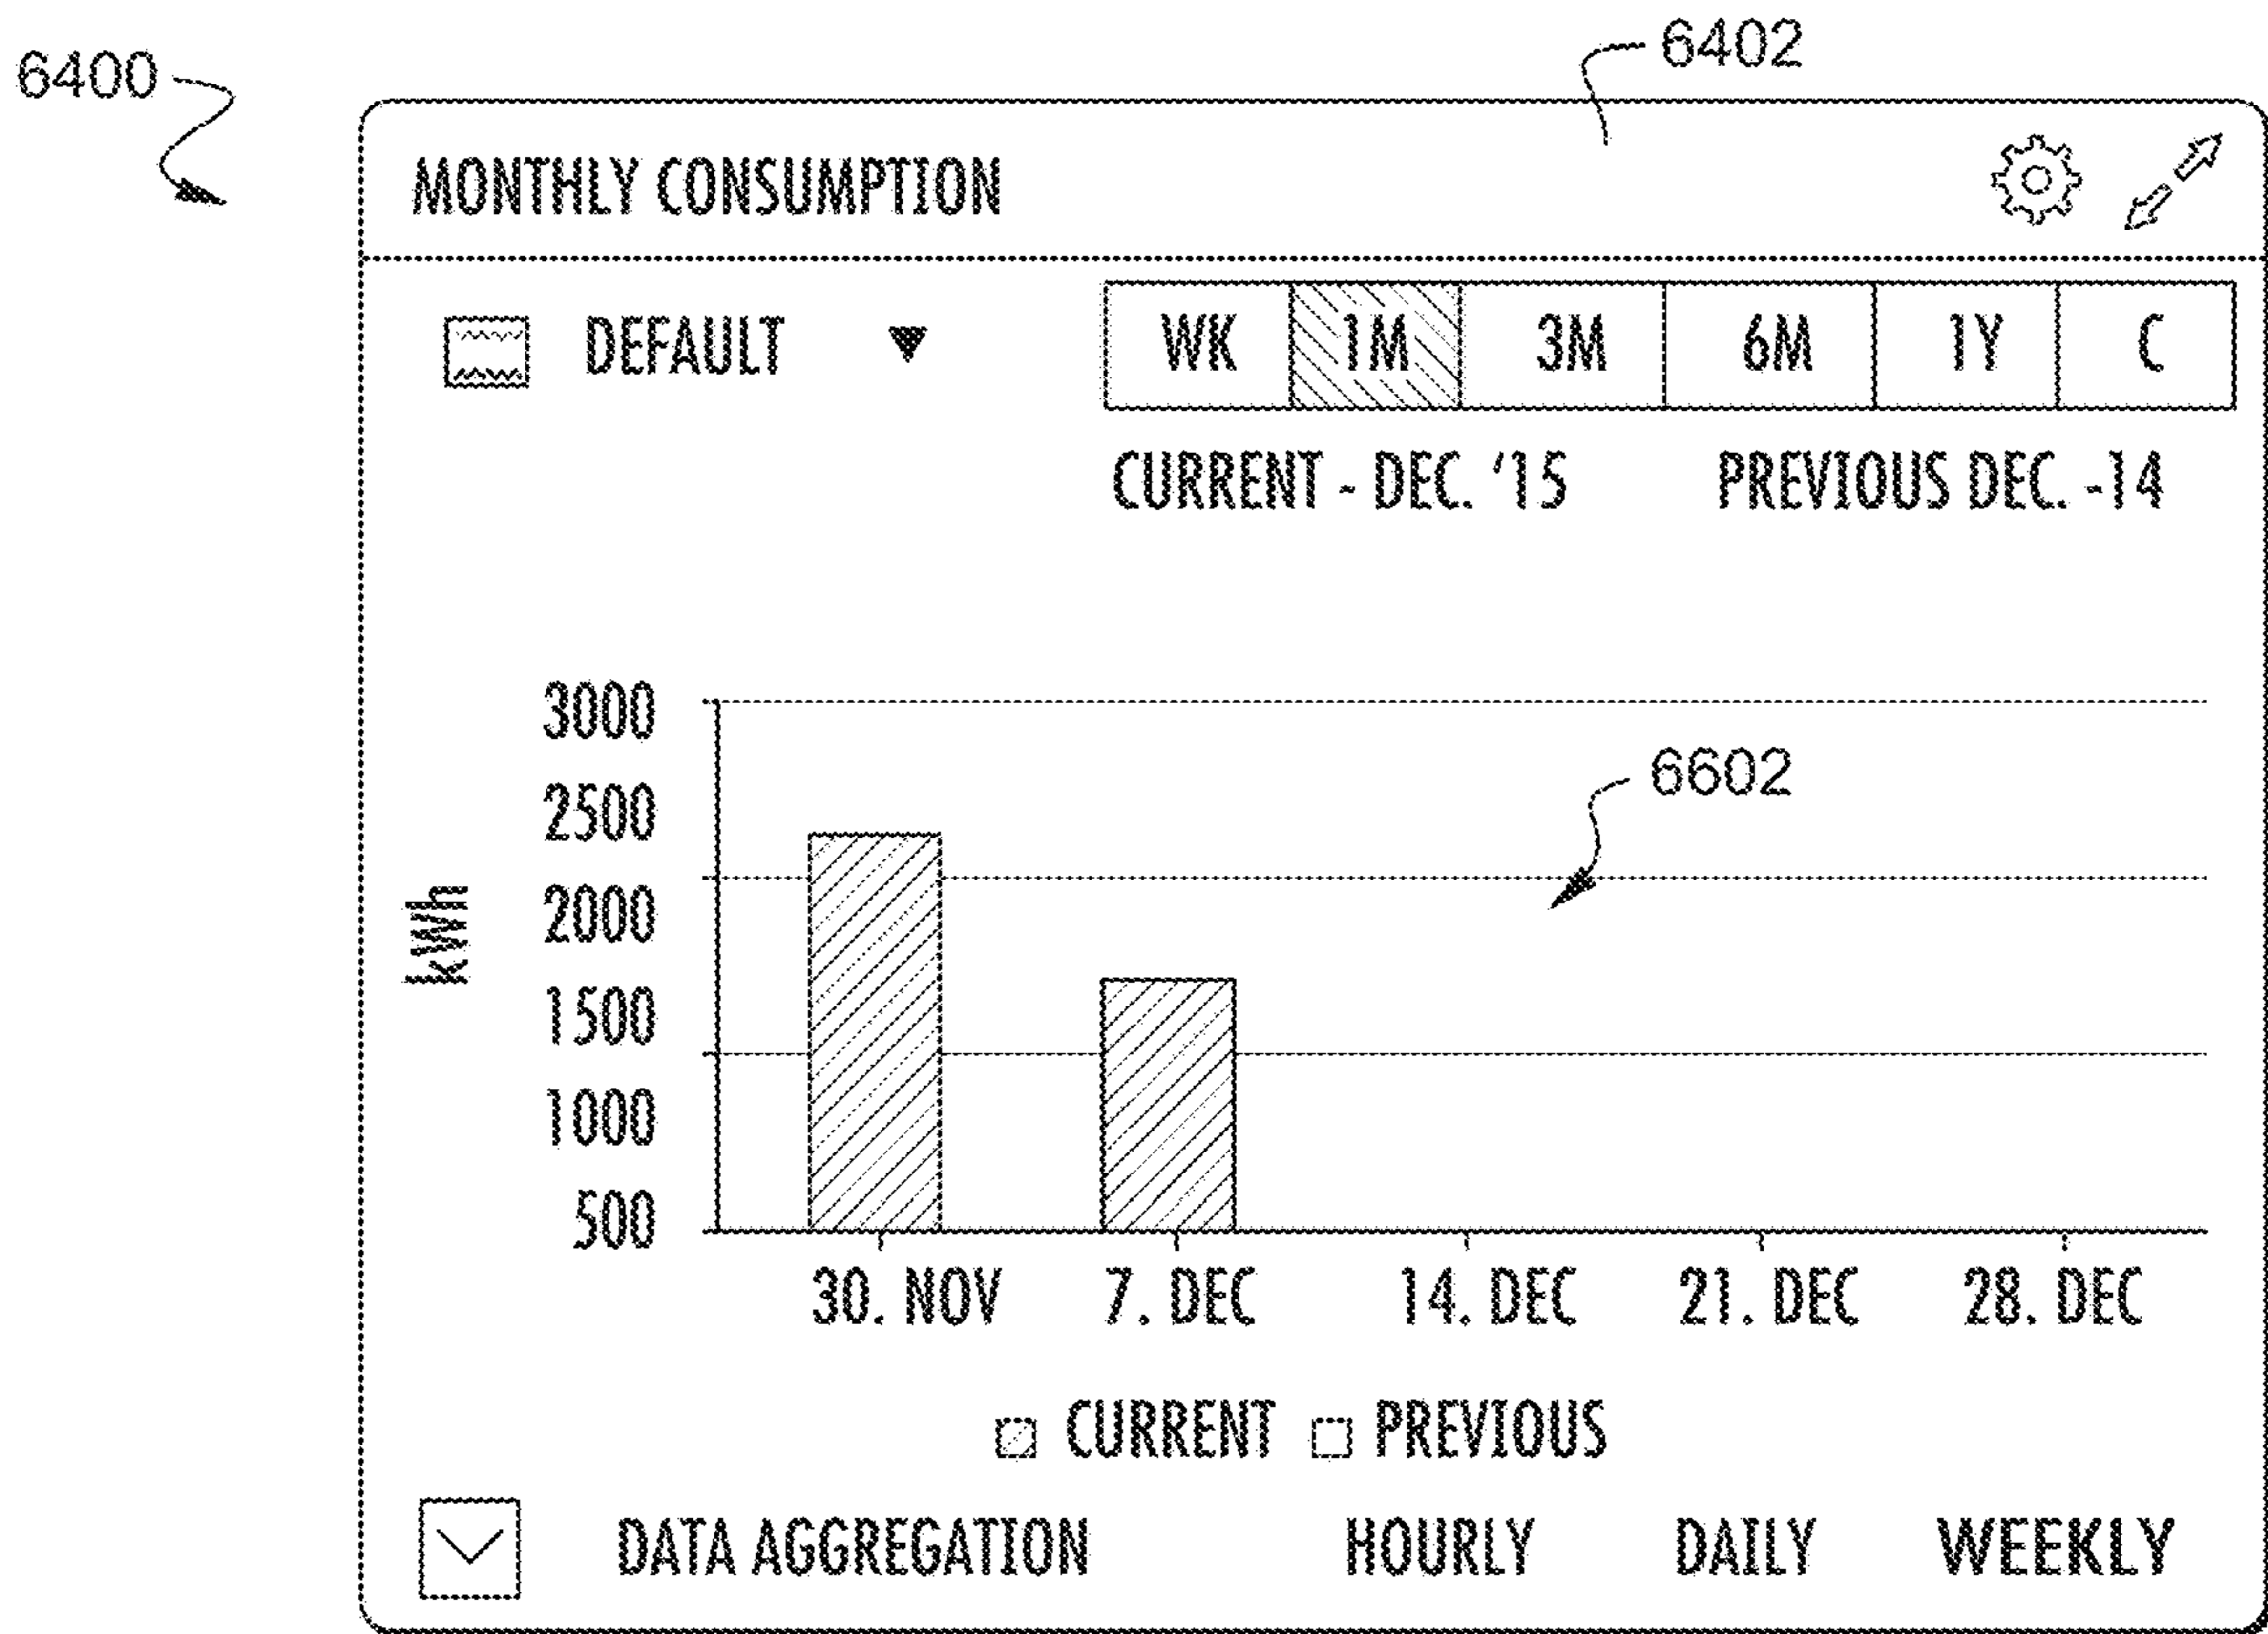 6400
6402
MONTHLY CONSUMPTION
DEFAULT
WK 1M 3M 6M 1Y C
CURRENT - DEC. '15 PREVIOUS DEC. -14
3000
6602
2500
2000
kWh
1500
1000
500
30. NOV 7. DEC 14. DEC 21. DEC 28. DEC
CURRENT PREVIOUS
DATA AGGREGATION HOURLY DAILY WEEKLY